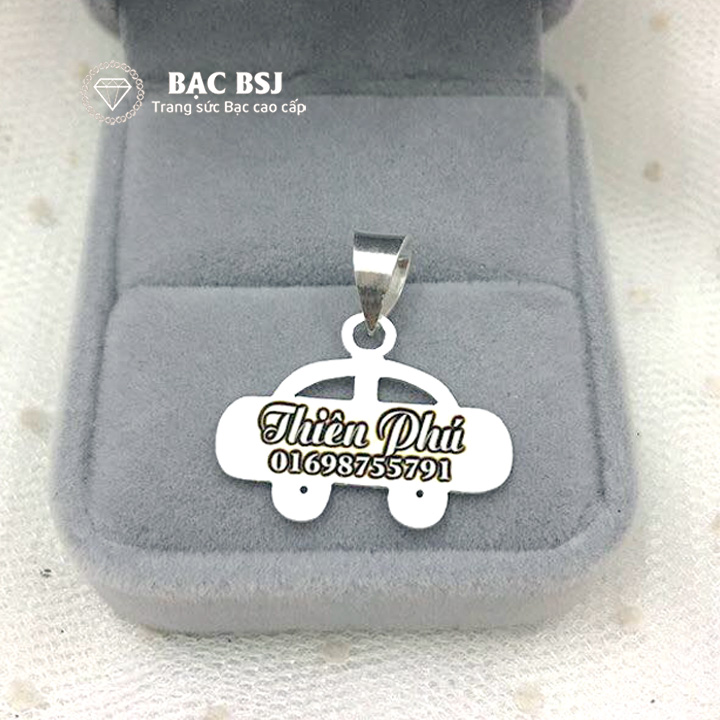 BẠC BSJ
Trang sức Bạc cao cấp
Thiên Phú
01698755791